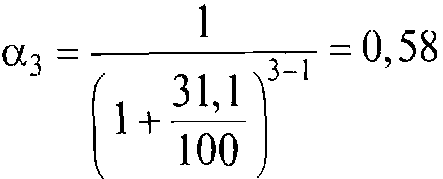 α₃ = 1 / (1 + 31,1 / 100)³⁻¹ = 0,58